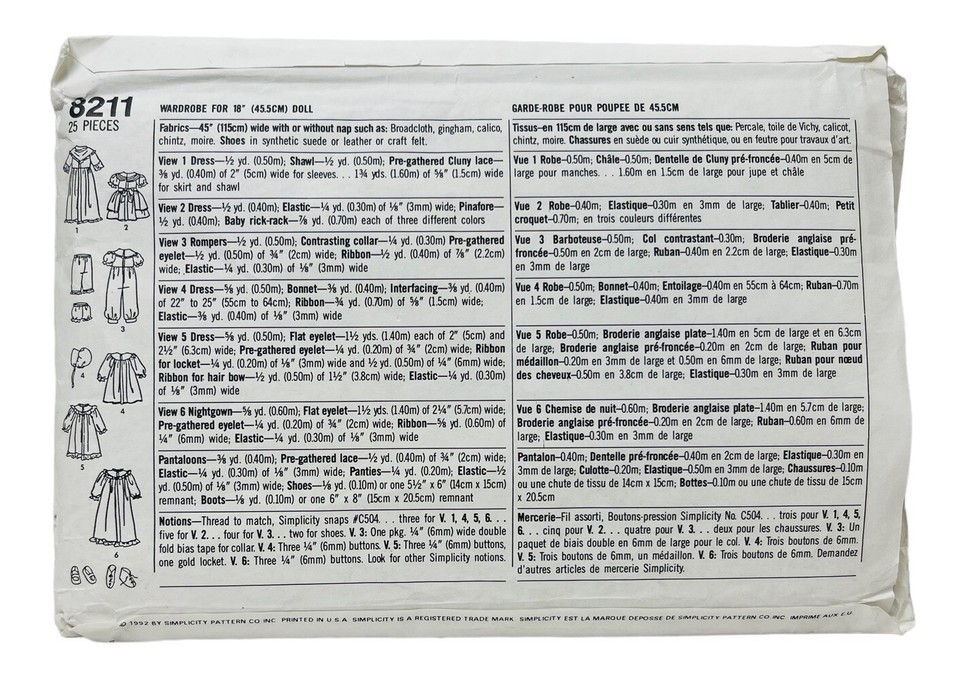 8211
25 PIECES
WARDROBE FOR 18" (45.5CM) DOLL
Fabrics—45" (115cm) wide with or without nap such as: Broadcloth, gingham, calico,
chintz, moire. Shoes in synthetic suede or leather or craft felt.
View 1 Dress—½ yd. (0.50m); Shawl—½ yd. (0.50m); Pre-gathered Cluny lace—
⅜ yd. (0.40m) of 2" (5cm) wide for sleeves. . . 1¾ yds. (1.60m) of ⅝" (1.5cm) wide
for skirt and shawl
View 2 Dress—½ yd. (0.40m); Elastic—¼ yd. (0.30m) of ⅛" (3mm) wide; Pinafore—
½ yd. (0.40m); Baby rick-rack—⅞ yd. (0.70m) each of three different colors
View 3 Rompers—½ yd. (0.50m); Contrasting collar—¼ yd. (0.30m) Pre-gathered
eyelet—½ yd. (0.50m) of ¾" (2cm) wide; Ribbon—½ yd. (0.40m) of ⅞" (2.2cm)
wide; Elastic—¼ yd. (0.30m) of ⅛" (3mm) wide
View 4 Dress—⅝ yd. (0.50m); Bonnet—⅜ yd. (0.40m); Interfacing—⅜ yd. (0.40m)
of 22" to 25" (55cm to 64cm); Ribbon—¾ yd. (0.70m) of ⅝" (1.5cm) wide;
Elastic—⅜ yd. (0.40m) of ⅛" (3mm) wide
View 5 Dress—⅝ yd. (0.50m); Flat eyelet—1½ yds. (1.40m) each of 2" (5cm) and
2½" (6.3cm) wide; Pre-gathered eyelet—¼ yd. (0.20m) of ¾" (2cm) wide; Ribbon
for locket—¼ yd. (0.20m) of ⅛" (3mm) wide and ½ yd. (0.50m) of ¼" (6mm) wide;
Ribbon for hair bow—½ yd. (0.50m) of 1½" (3.8cm) wide; Elastic—¼ yd. (0.30m)
of ⅛" (3mm) wide
View 6 Nightgown—⅝ yd. (0.60m); Flat eyelet—1½ yds. (1.40m) of 2¼" (5.7cm) wide;
Pre-gathered eyelet—¼ yd. (0.20m) of ¾" (2cm) wide; Ribbon—⅝ yd. (0.60m) of
¼" (6mm) wide; Elastic—¼ yd. (0.30m) of ⅛" (3mm) wide
Pantaloons—⅜ yd. (0.40m); Pre-gathered lace—½ yd. (0.40m) of ¾" (2cm) wide;
Elastic—¼ yd. (0.30m) of ⅛" (3mm) wide; Panties—¼ yd. (0.20m); Elastic—½
yd. (0.50m) of ⅛" (3mm) wide; Shoes—⅛ yd. (0.10m) or one 5½" x 6" (14cm x 15cm)
remnant; Boots—⅛ yd. (0.10m) or one 6" x 8" (15cm x 20.5cm) remnant
Notions—Thread to match, Simplicity snaps #C504. . . three for V. 1, 4, 5, 6. . .
five for V. 2. . . four for V. 3. . . two for shoes. V. 3: One pkg. ¼" (6mm) wide double
fold bias tape for collar. V. 4: Three ¼" (6mm) buttons. V. 5: Three ¼" (6mm) buttons,
one gold locket. V. 6: Three ¼" (6mm) buttons. Look for other Simplicity notions.
GARDE-ROBE POUR POUPEE DE 45.5CM
Tissus–en 115cm de large avec ou sans sens tels que: Percale, toile de Vichy, calicot,
chintz, moire. Chaussures en suède ou cuir synthétique, ou en feutre pour travaux d'art.
Vue 1 Robe–0.50m; Châle–0.50m; Dentelle de Cluny pré-froncée–0.40m en 5cm de
large pour manches. . . 1.60m en 1.5cm de large pour jupe et châle
Vue 2 Robe–0.40m; Elastique–0.30m en 3mm de large; Tablier–0.40m; Petit
croquet–0.70m; en trois couleurs différentes
Vue 3 Barboteuse–0.50m; Col contrastant–0.30m; Broderie anglaise pré-
froncée–0.50m en 2cm de large; Ruban–0.40m en 2.2cm de large; Elastique–0.30m
en 3mm de large
Vue 4 Robe–0.50m; Bonnet–0.40m; Entoilage–0.40m en 55cm à 64cm; Ruban–0.70m
en 1.5cm de large; Elastique–0.40m en 3mm de large
Vue 5 Robe–0.50m; Broderie anglaise plate–1.40m en 5cm de large et en 6.3cm
de large; Broderie anglaise pré-froncée–0.20m en 2cm de large; Ruban pour
médaillon–0.20m en 3mm de large et 0.50m en 6mm de large; Ruban pour nœud
des cheveux–0.50m en 3.8cm de large; Elastique–0.30m en 3mm de large
Vue 6 Chemise de nuit–0.60m; Broderie anglaise plate–1.40m en 5.7cm de large;
Broderie anglaise pré-froncée–0.20m en 2cm de large; Ruban–0.60m en 6mm de
large; Elastique–0.30m en 3mm de large
Pantalon–0.40m; Dentelle pré-froncée–0.40m en 2cm de large; Elastique–0.30m en
3mm de large; Culotte–0.20m; Elastique–0.50m en 3mm de large; Chaussures–0.10m
ou une chute de tissu de 14cm x 15cm; Bottes–0.10m ou une chute de tissu de 15cm
x 20.5cm
Mercerie–Fil assorti, Boutons-pression Simplicity No. C504. . . trois pour V. 1, 4, 5,
6. . . cinq pour V. 2. . . quatre pour V. 3. . . deux pour les chaussures. V. 3: Un
paquet de biais double en 6mm de large pour le col. V. 4: Trois boutons de 6mm.
V. 5: Trois boutons de 6mm, un médaillon. V. 6: Trois boutons de 6mm. Demandez
d'autres articles de mercerie Simplicity.
1
2
3
4
4
5
6
© 1992 BY SIMPLICITY PATTERN CO INC. PRINTED IN U.S.A. SIMPLICITY IS A REGISTERED TRADE MARK. SIMPLICITY EST LA MARQUE DEPOSSE DE SIMPLICITY PATTERN CO. INC. IMPRIME AUX E.U.